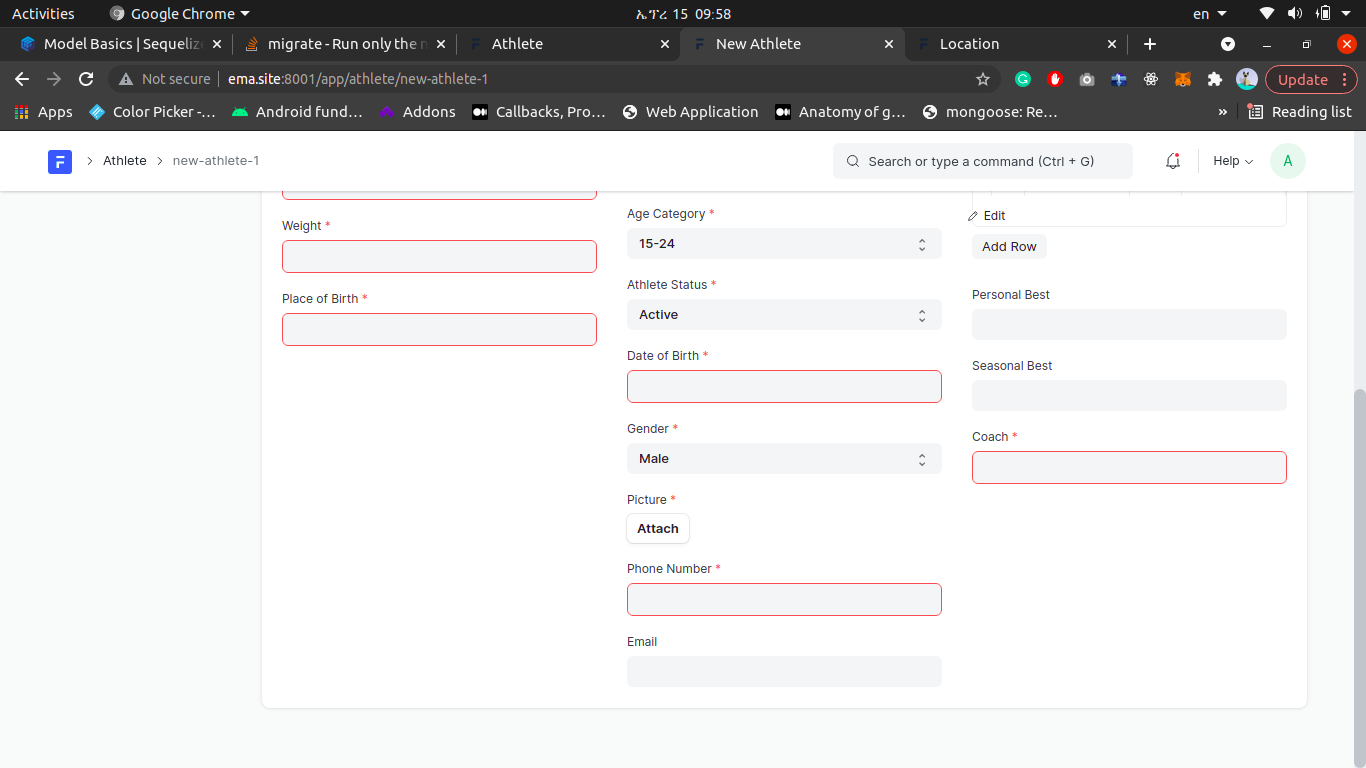 Activities
Google Chrome
ኤፕረ 15 09:58
en
Model Basics | Sequeliz
migrate - Run only the n
Athlete
New Athlete
Location
Not secure
ema.site:8001/app/athlete/new-athlete-1
Update
Apps
Color Picker -...
Android fund...
Addons
Callbacks, Pro...
Web Application
Anatomy of g...
mongoose: Re...
»
Reading list
Athlete
new-athlete-1
Search or type a command (Ctrl + G)
Help
A
Weight *
Place of Birth *
Age Category *
15-24
Athlete Status *
Active
Date of Birth *
Gender *
Male
Picture *
Attach
Phone Number *
Email
Edit
Add Row
Personal Best
Seasonal Best
Coach *